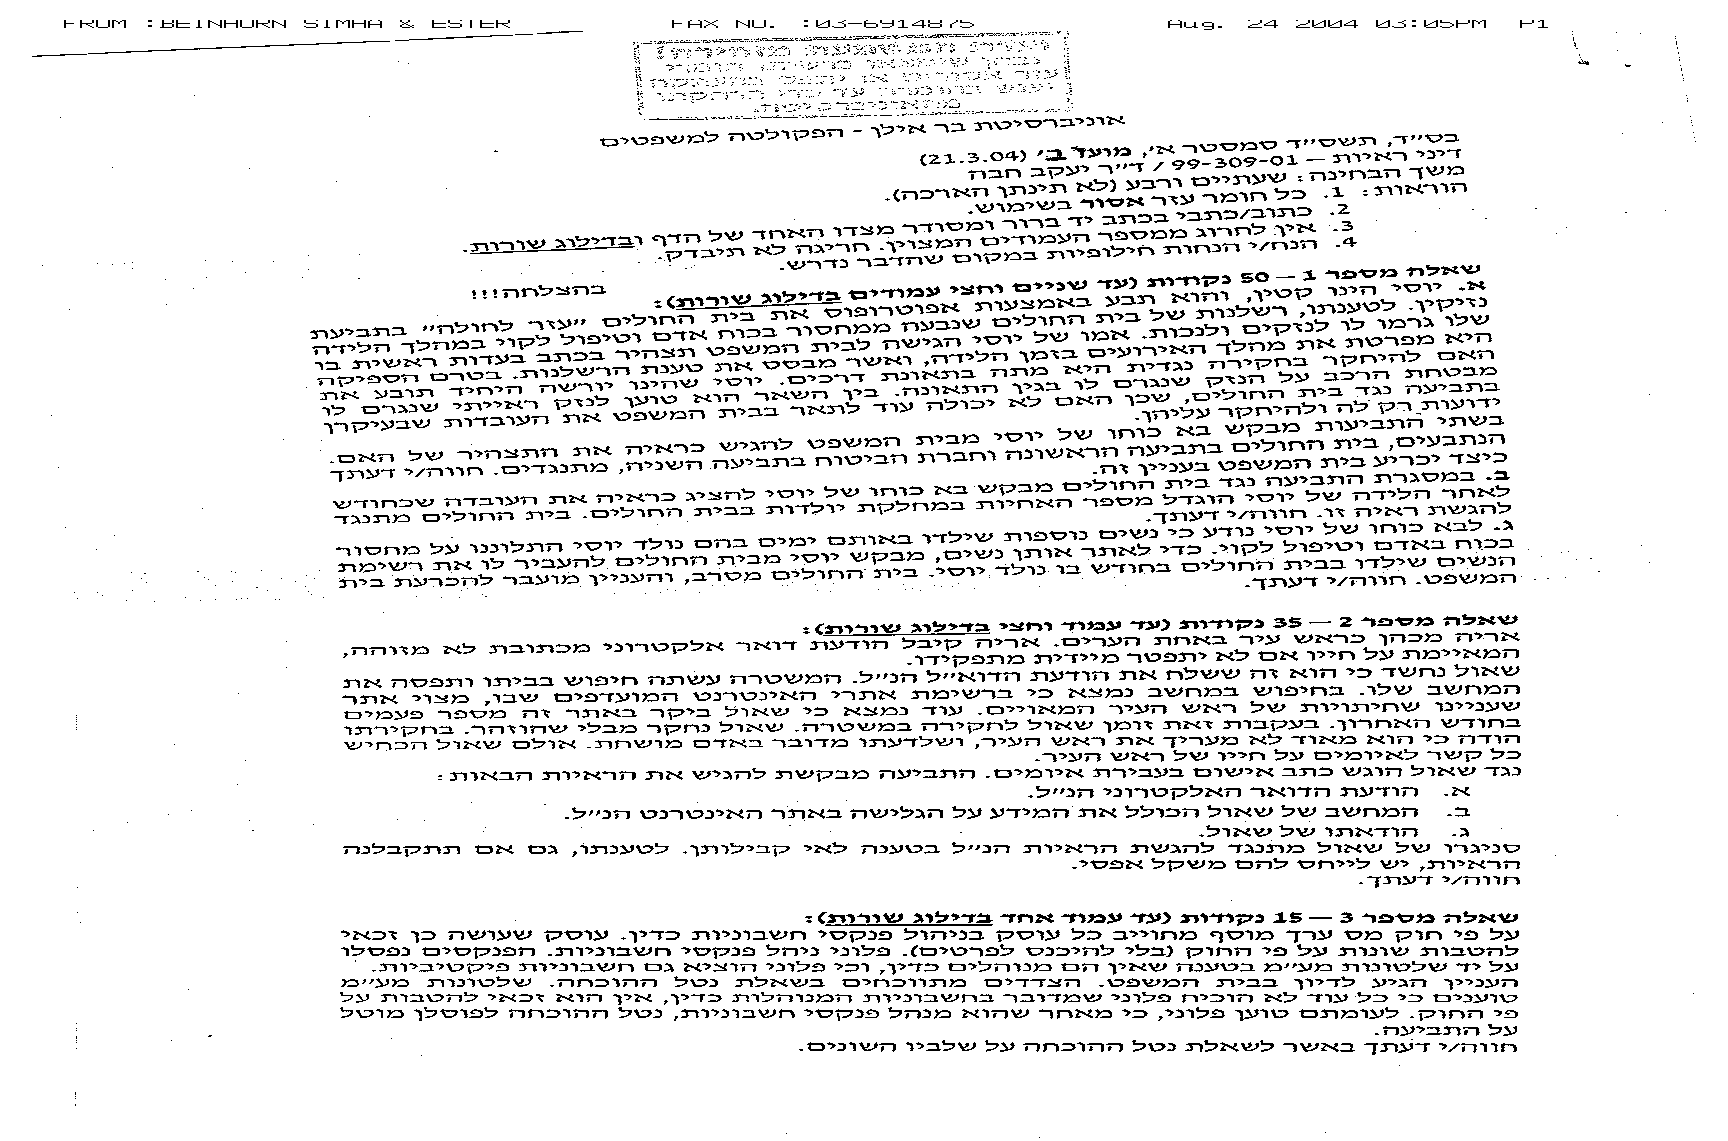 FROM : BEINHORN SIMHA & ESTER FAX NO. : 03-6914875 Aug. 24 2004 03:05PM P1
אוניברסיטת בר אילן - הפקולטה למשפטים
בס״ד, תשס״ד סמסטר א׳, מועד ב׳ (21.3.04)
דיני ראיות – 99-309-01 / ד״ר יעקב חבה
משך הבחינה: שעתיים ורבע (לא תינתן הארכה).
הוראות: 1. כל חומר עזר אסור בשימוש.
2. כתוב/כתבי בכתב יד ברור ומסודר מצדו האחד של הדף ובדילוג שורות.
3. אין לחרוג ממספר העמודים המצוין. חריגה לא תיבדק.
4. הנח/י הנחות חילופיות במקום שהדבר נדרש.
בהצלחה!!!
שאלה מספר 1 – 50 נקודות (עד שניים וחצי עמודים בדילוג שורות):
א. יוסי הינו קטין, והוא תבע באמצעות אפוטרופוס את בית החולים ״עזר לחולה״ בתביעת
נזיקין. לטענתו, רשלנות של בית החולים שנבעה ממחסור בכוח אדם וטיפול לקוי במהלך הלידה
שלו גרמו לו לנזקים ולנכות. אמו של יוסי הגישה לבית המשפט תצהיר בכתב בעדות ראשית בו
היא מפרטת את מהלך האירועים בזמן הלידה, ואשר מבסס את טענת הרשלנות. בטרם הספיקה
האם להיחקר בחקירה נגדית היא מתה בתאונת דרכים. יוסי שהינו יורשה היחיד תובע את
מבטחת הרכב על הנזק שנגרם לו בגין התאונה. בין השאר הוא טוען לנזק ראייתי שנגרם לו
בתביעה נגד בית החולים, שכן האם לא יכולה עוד לתאר בבית המשפט את העובדות שבעיקרן
ידועות רק לה ולהיחקר עליהן.
בשתי התביעות מבקש בא כוחו של יוסי מבית המשפט להגיש כראיה את התצהיר של האם.
הנתבעים, בית החולים בתביעה הראשונה וחברת הביטוח בתביעה השניה, מתנגדים. חווה/י דעתך
כיצד יכריע בית המשפט בעניין זה.
ב. במסגרת התביעה נגד בית החולים מבקש בא כוחו של יוסי להציג כראיה את העובדה שכחודש
לאחר הלידה של יוסי הוגדל מספר האחיות במחלקת יולדות בבית החולים. בית החולים מתנגד
להגשת ראיה זו. חווה/י דעתך.
ג. לבא כוחו של יוסי נודע כי נשים נוספות שילדו באותם ימים בהם נולד יוסי התלוננו על מחסור
בכוח באדם וטיפול לקוי. כדי לאתר אותן נשים, מבקש יוסי מבית החולים להעביר לו את רשימת
הנשים שילדו בבית החולים בחודש בו נולד יוסי. בית החולים מסרב, והעניין מועבר להכרעת בית
המשפט. חווה/י דעתך.
שאלה מספר 2 – 35 נקודות (עד עמוד וחצי בדילוג שורות):
אריה מכהן כראש עיר באחת הערים. אריה קיבל הודעת דואר אלקטרוני מכתובת לא מזוהה,
המאיימת על חייו אם לא יתפטר מיידית מתפקידו.
שאול נחשד כי הוא זה ששלח את הודעת הדוא״ל הנ״ל. המשטרה עשתה חיפוש בביתו ותפסה את
המחשב שלו. בחיפוש במחשב נמצא כי ברשימת אתרי האינטרנט המועדפים שבו, מצוי אתר
שעניינו שחיתויות של ראש העיר המאויים. עוד נמצא כי שאול ביקר באתר זה מספר פעמים
בחודש האחרון. בעקבות זאת זומן שאול לחקירה במשטרה. שאול נחקר מבלי שהוזהר. בחקירתו
הודה כי הוא מאוד לא מעריך את ראש העיר, ושלדעתו מדובר באדם מושחת. אולם שאול הכחיש
כל קשר לאיומים על חייו של ראש העיר.
נגד שאול הוגש כתב אישום בעבירת איומים. התביעה מבקשת להגיש את הראיות הבאות:
א. הודעת הדואר האלקטרוני הנ״ל.
ב. המחשב של שאול הכולל את המידע על הגלישה באתר האינטרנט הנ״ל.
ג. הודאתו של שאול.
סניגרו של שאול מתנגד להגשת הראיות הנ״ל בטענה לאי קבילותן. לטענתו, גם אם תתקבלנה
הראיות, יש לייחס להם משקל אפסי.
חווה/י דעתך.
שאלה מספר 3 – 15 נקודות (עד עמוד אחד בדילוג שורות):
על פי חוק מס ערך מוסף מחוייב כל עוסק בניהול פנקסי חשבוניות כדין. עוסק שעושה כן זכאי
להטבות שונות על פי החוק (בלי להיכנס לפרטים). פלוני ניהל פנקסי חשבוניות. הפנקסים נפסלו
על יד שלטונות מע״מ בטענה שאין הם מנוהלים כדין, וכי פלוני הוציא גם חשבוניות פיקטיביות.
העניין הגיע לדיון בבית המשפט. הצדדים מתווכחים בשאלת נטל ההוכחה. שלטונות מע״מ
טוענים כי כל עוד לא הוכיח פלוני שמדובר בחשבוניות המנוהלות כדין, אין הוא זכאי להטבות על
פי החוק. לעומתם טוען פלוני, כי מאחר שהוא מנהל פנקסי חשבוניות, נטל ההוכחה לפוסלן מוטל
על התביעה.
חווה/י דעתך באשר לשאלת נטל ההוכחה על שלביו השונים.